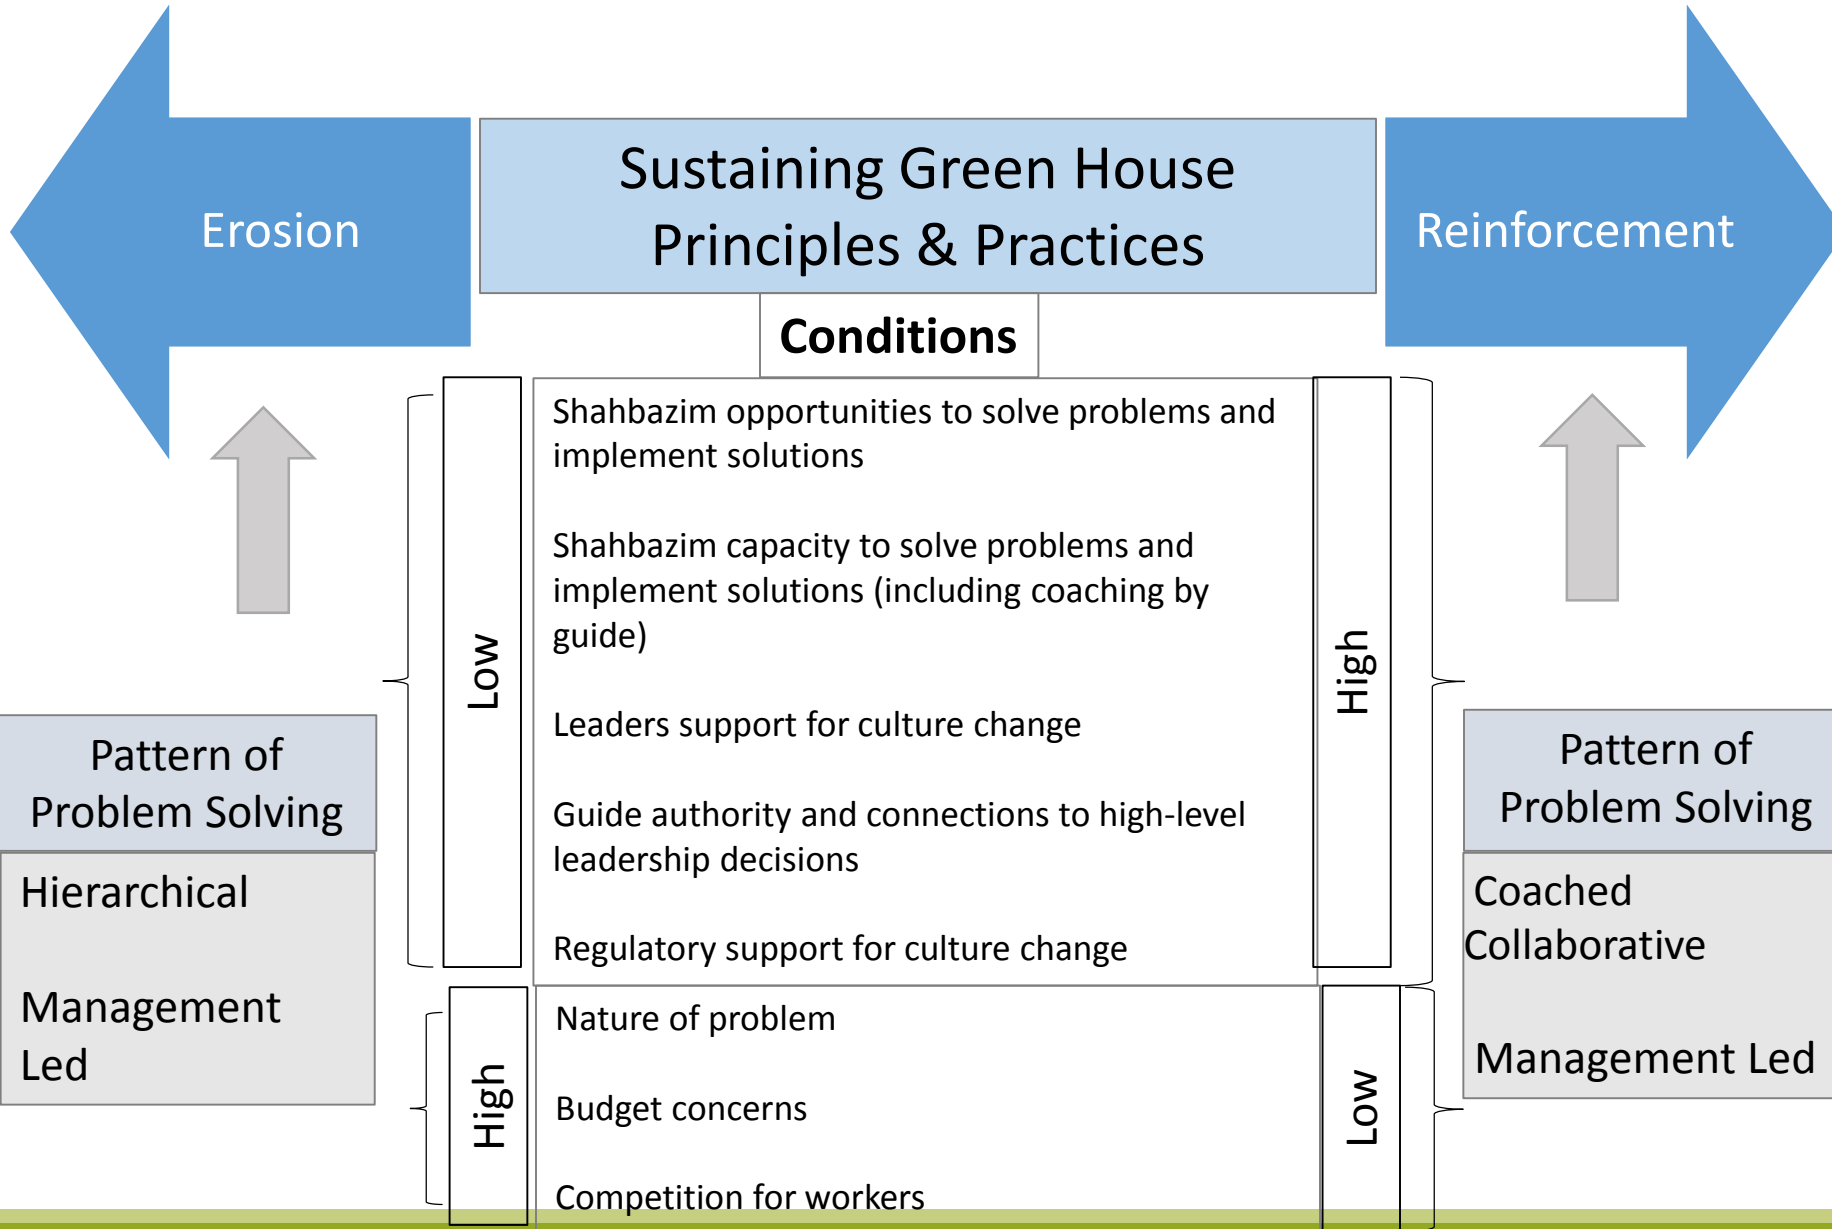 Erosion
Sustaining Green House
Principles & Practices
Reinforcement
Conditions
Low
Shahbazim opportunities to solve problems and
implement solutions
Shahbazim capacity to solve problems and
implement solutions (including coaching by
guide)
Leaders support for culture change
Guide authority and connections to high-level
leadership decisions
Regulatory support for culture change
High
Pattern of
Problem Solving
Hierarchical
Management
Led
High
Nature of problem
Budget concerns
Competition for workers
Low
Pattern of
Problem Solving
Coached
Collaborative
Management Led